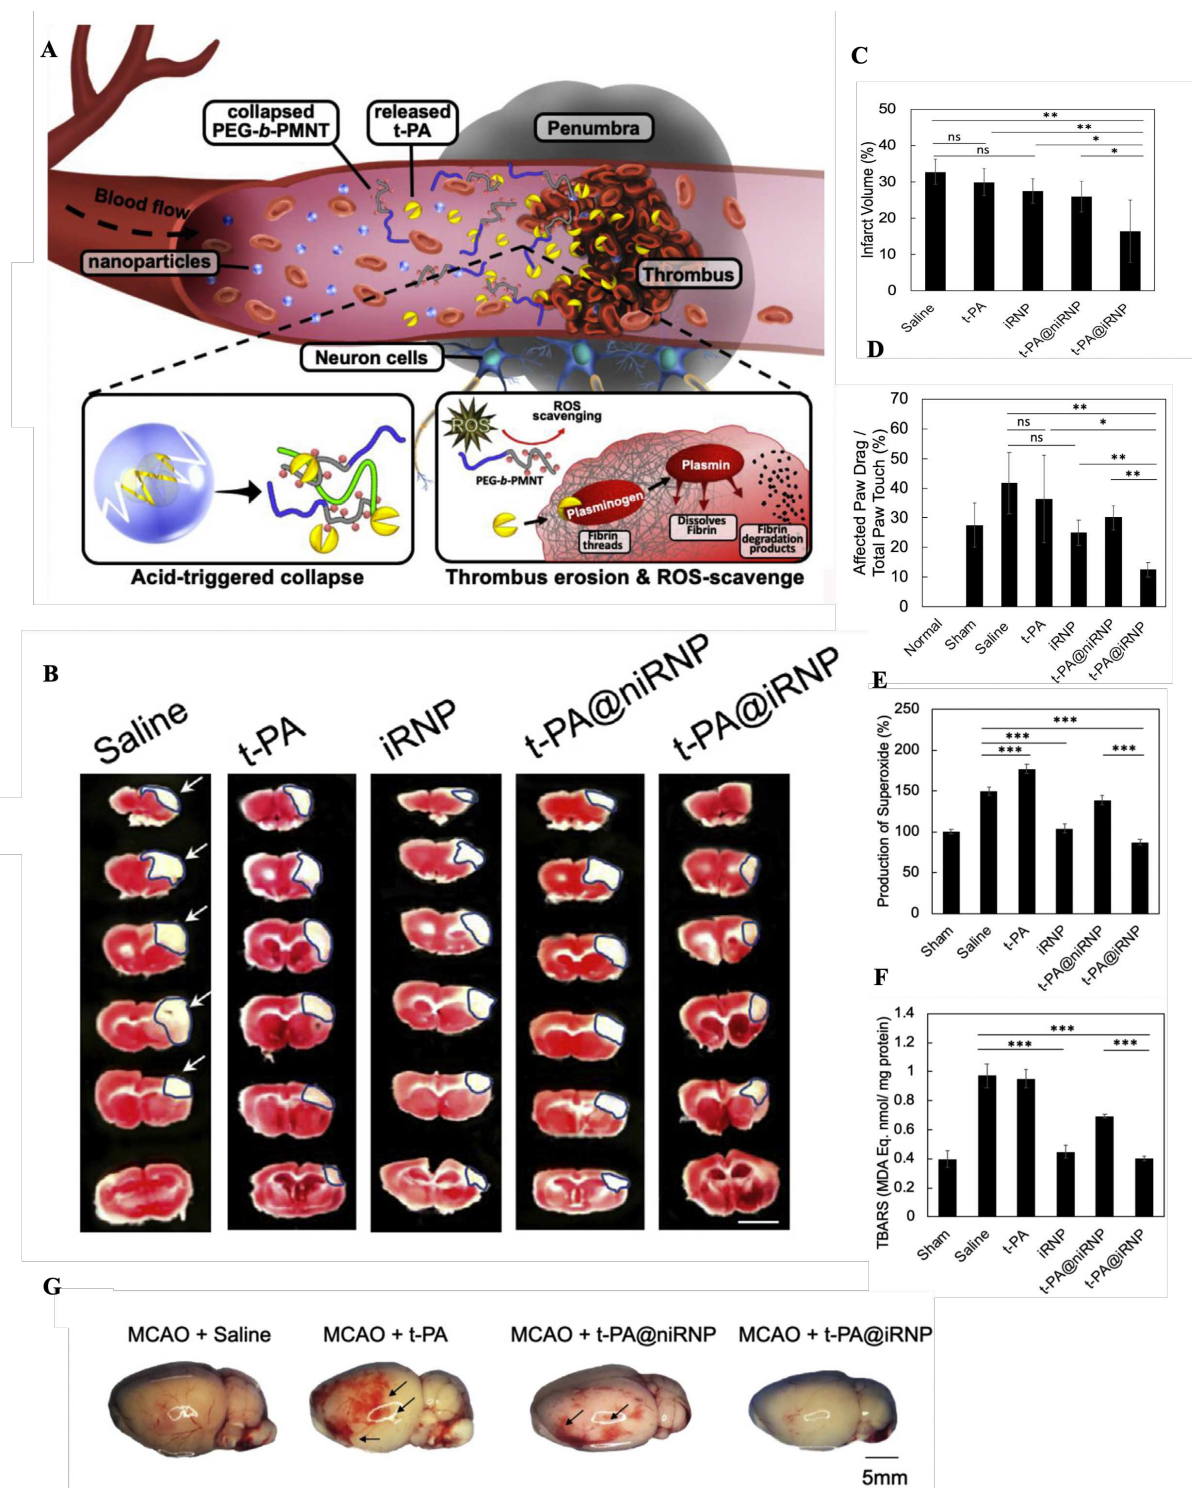 A
collapsed
PEG-b-PMNT
released
t-PA
Penumbra
Blood flow
nanoparticles
Thrombus
Neuron cells
ROS
ROS
scavenging
PEG-b-PMNT
Plasminogen
Plasmin
Fibrin
threads
Dissolves
Fibrin
Fibrin
degradation
products
Acid-triggered collapse
Thrombus erosion & ROS-scavenge
B
Saline
t-PA
iRNP
t-PA@niRNP
t-PA@iRNP
C
Infarct Volume (%)
50
40
30
20
10
0
**
**
*
*
ns
ns
Saline
t-PA
iRNP
t-PA@niRNP
t-PA@iRNP
D
Affected Paw Drag /
Total Paw Touch (%)
70
60
50
40
30
20
10
0
**
*
ns
ns
**
**
Normal
Sham
Saline
t-PA
iRNP
t-PA@niRNP
t-PA@iRNP
E
Production of Superoxide (%)
250
200
150
100
50
0
***
***
***
***
Sham
Saline
t-PA
iRNP
t-PA@niRNP
t-PA@iRNP
F
TBARS (MDA Eq. nmol/ mg protein)
1.4
1.2
1
0.8
0.6
0.4
0.2
0
***
***
***
Sham
Saline
t-PA
iRNP
t-PA@niRNP
t-PA@iRNP
G
MCAO + Saline
MCAO + t-PA
MCAO + t-PA@niRNP
MCAO + t-PA@iRNP
5mm